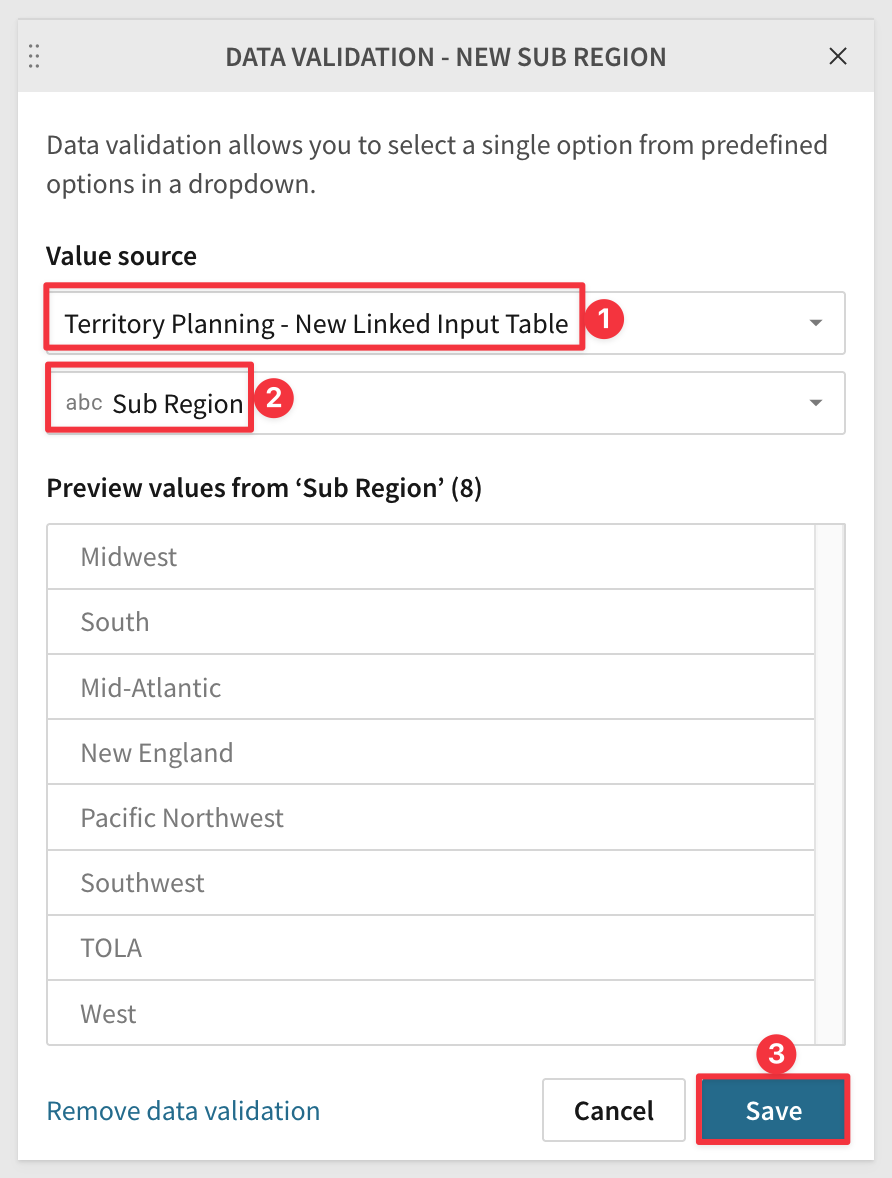 DATA VALIDATION - NEW SUB REGION
Data validation allows you to select a single option from predefined
options in a dropdown.
Value source
Territory Planning - New Linked Input Table
1
abc Sub Region
2
Preview values from ‘Sub Region’ (8)
Midwest
South
Mid-Atlantic
New England
Pacific Northwest
Southwest
TOLA
West
3
Remove data validation
Cancel
Save